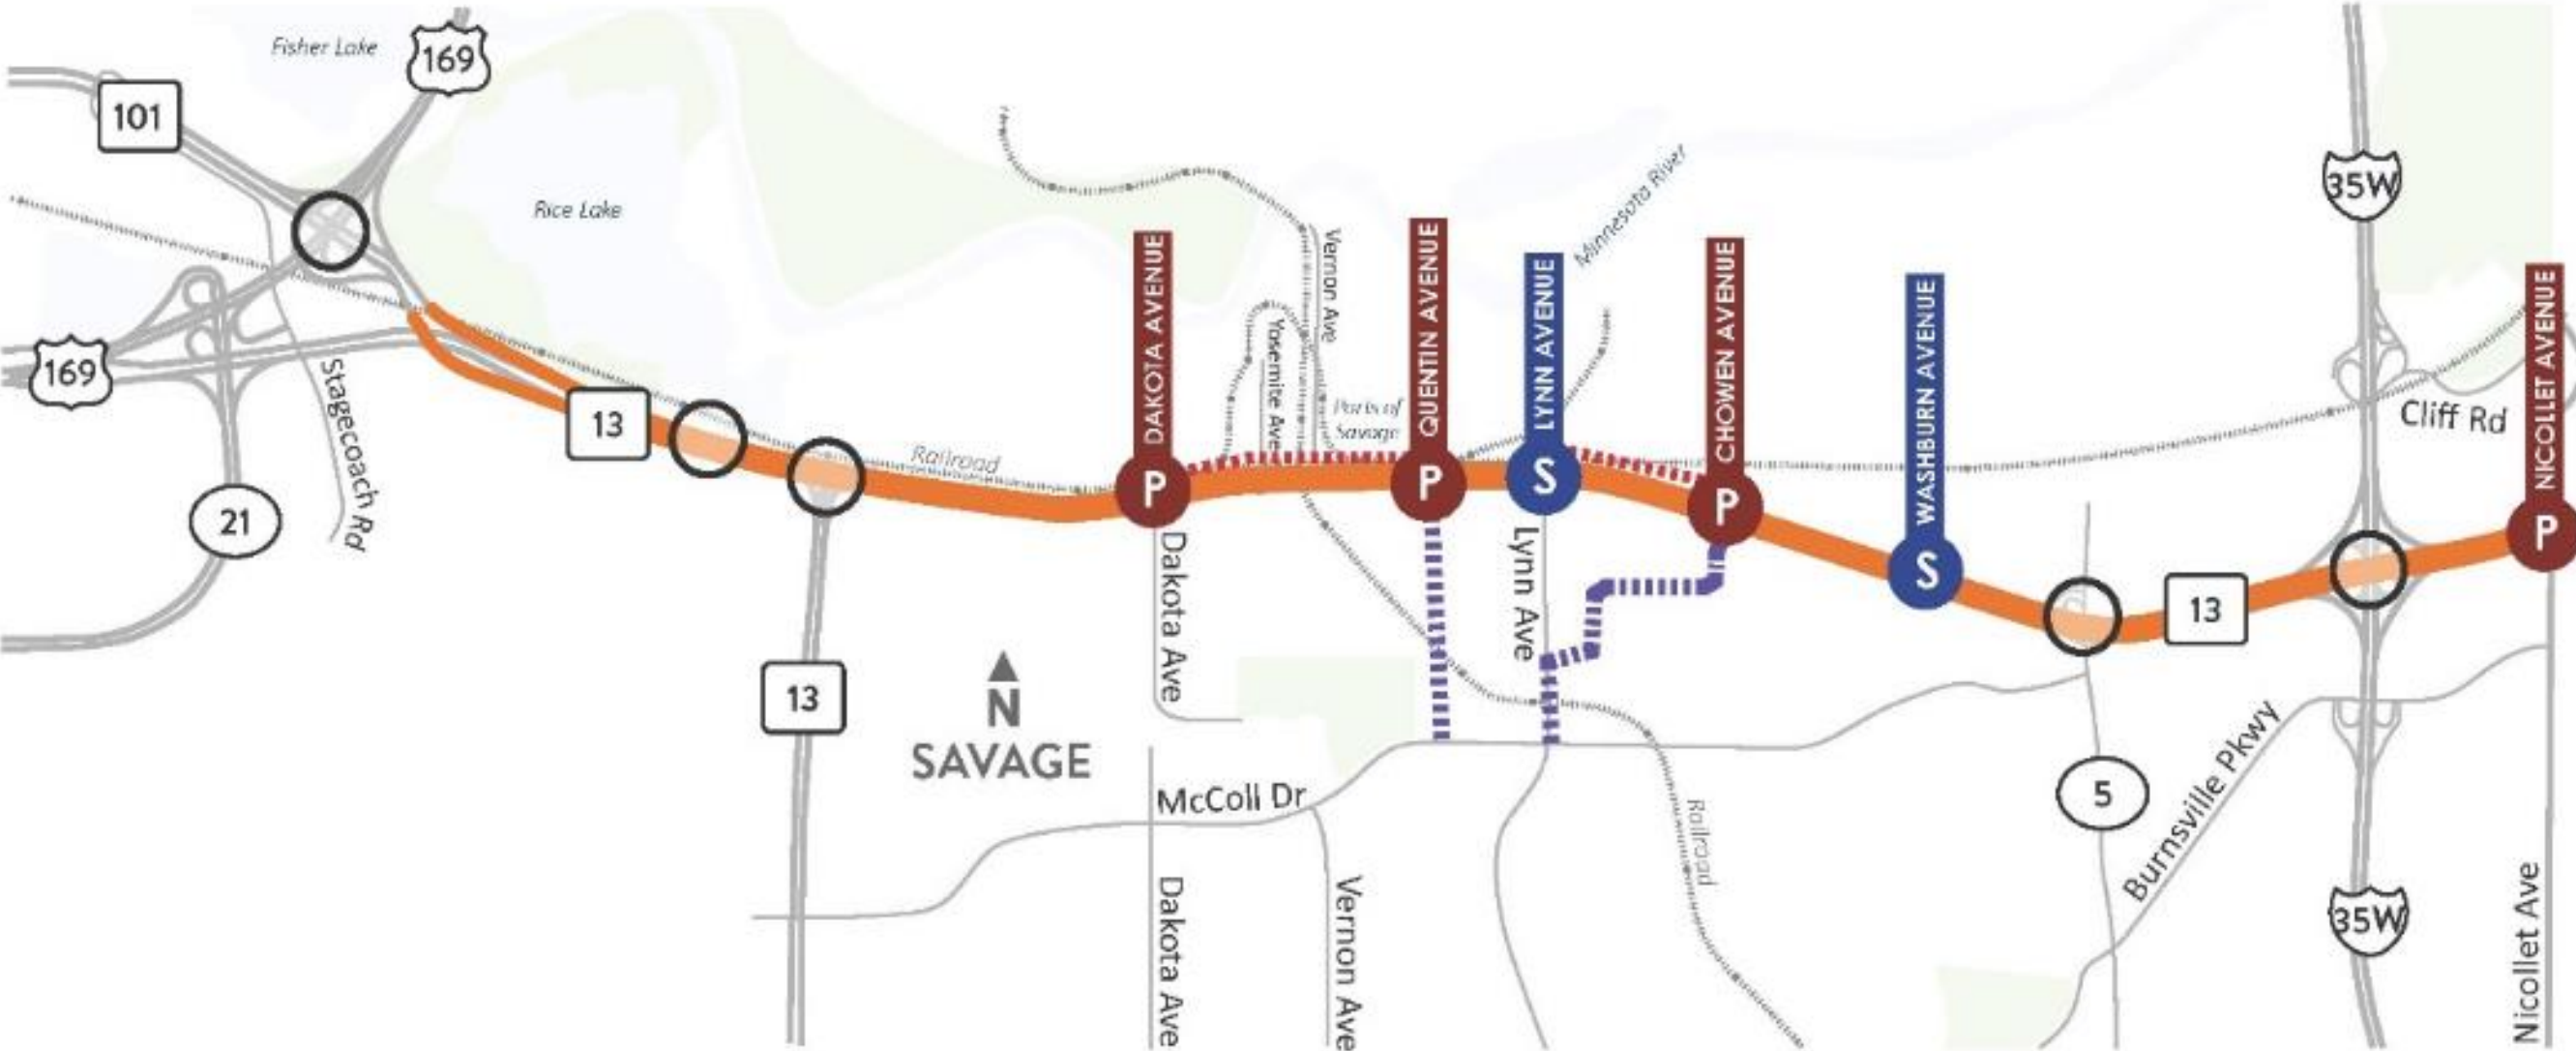 Fisher Lake
169
101
Rice Lake
Minnesota River
35W
Vernon Ave
Yosemite Ave
DAKOTA AVENUE
QUENTIN AVENUE
LYNN AVENUE
CHOWEN AVENUE
WASHBURN AVENUE
NICOLLET AVENUE
169
Stagecoach Rd
13
Ports of
Savage
Cliff Rd
Railroad
P
P
S
P
S
P
21
Dakota Ave
Lynn Ave
13
13
N
SAVAGE
McColl Dr
5
Burnsville Pkwy
Railroad
Dakota Ave
Vernon Ave
35W
Nicollet Ave